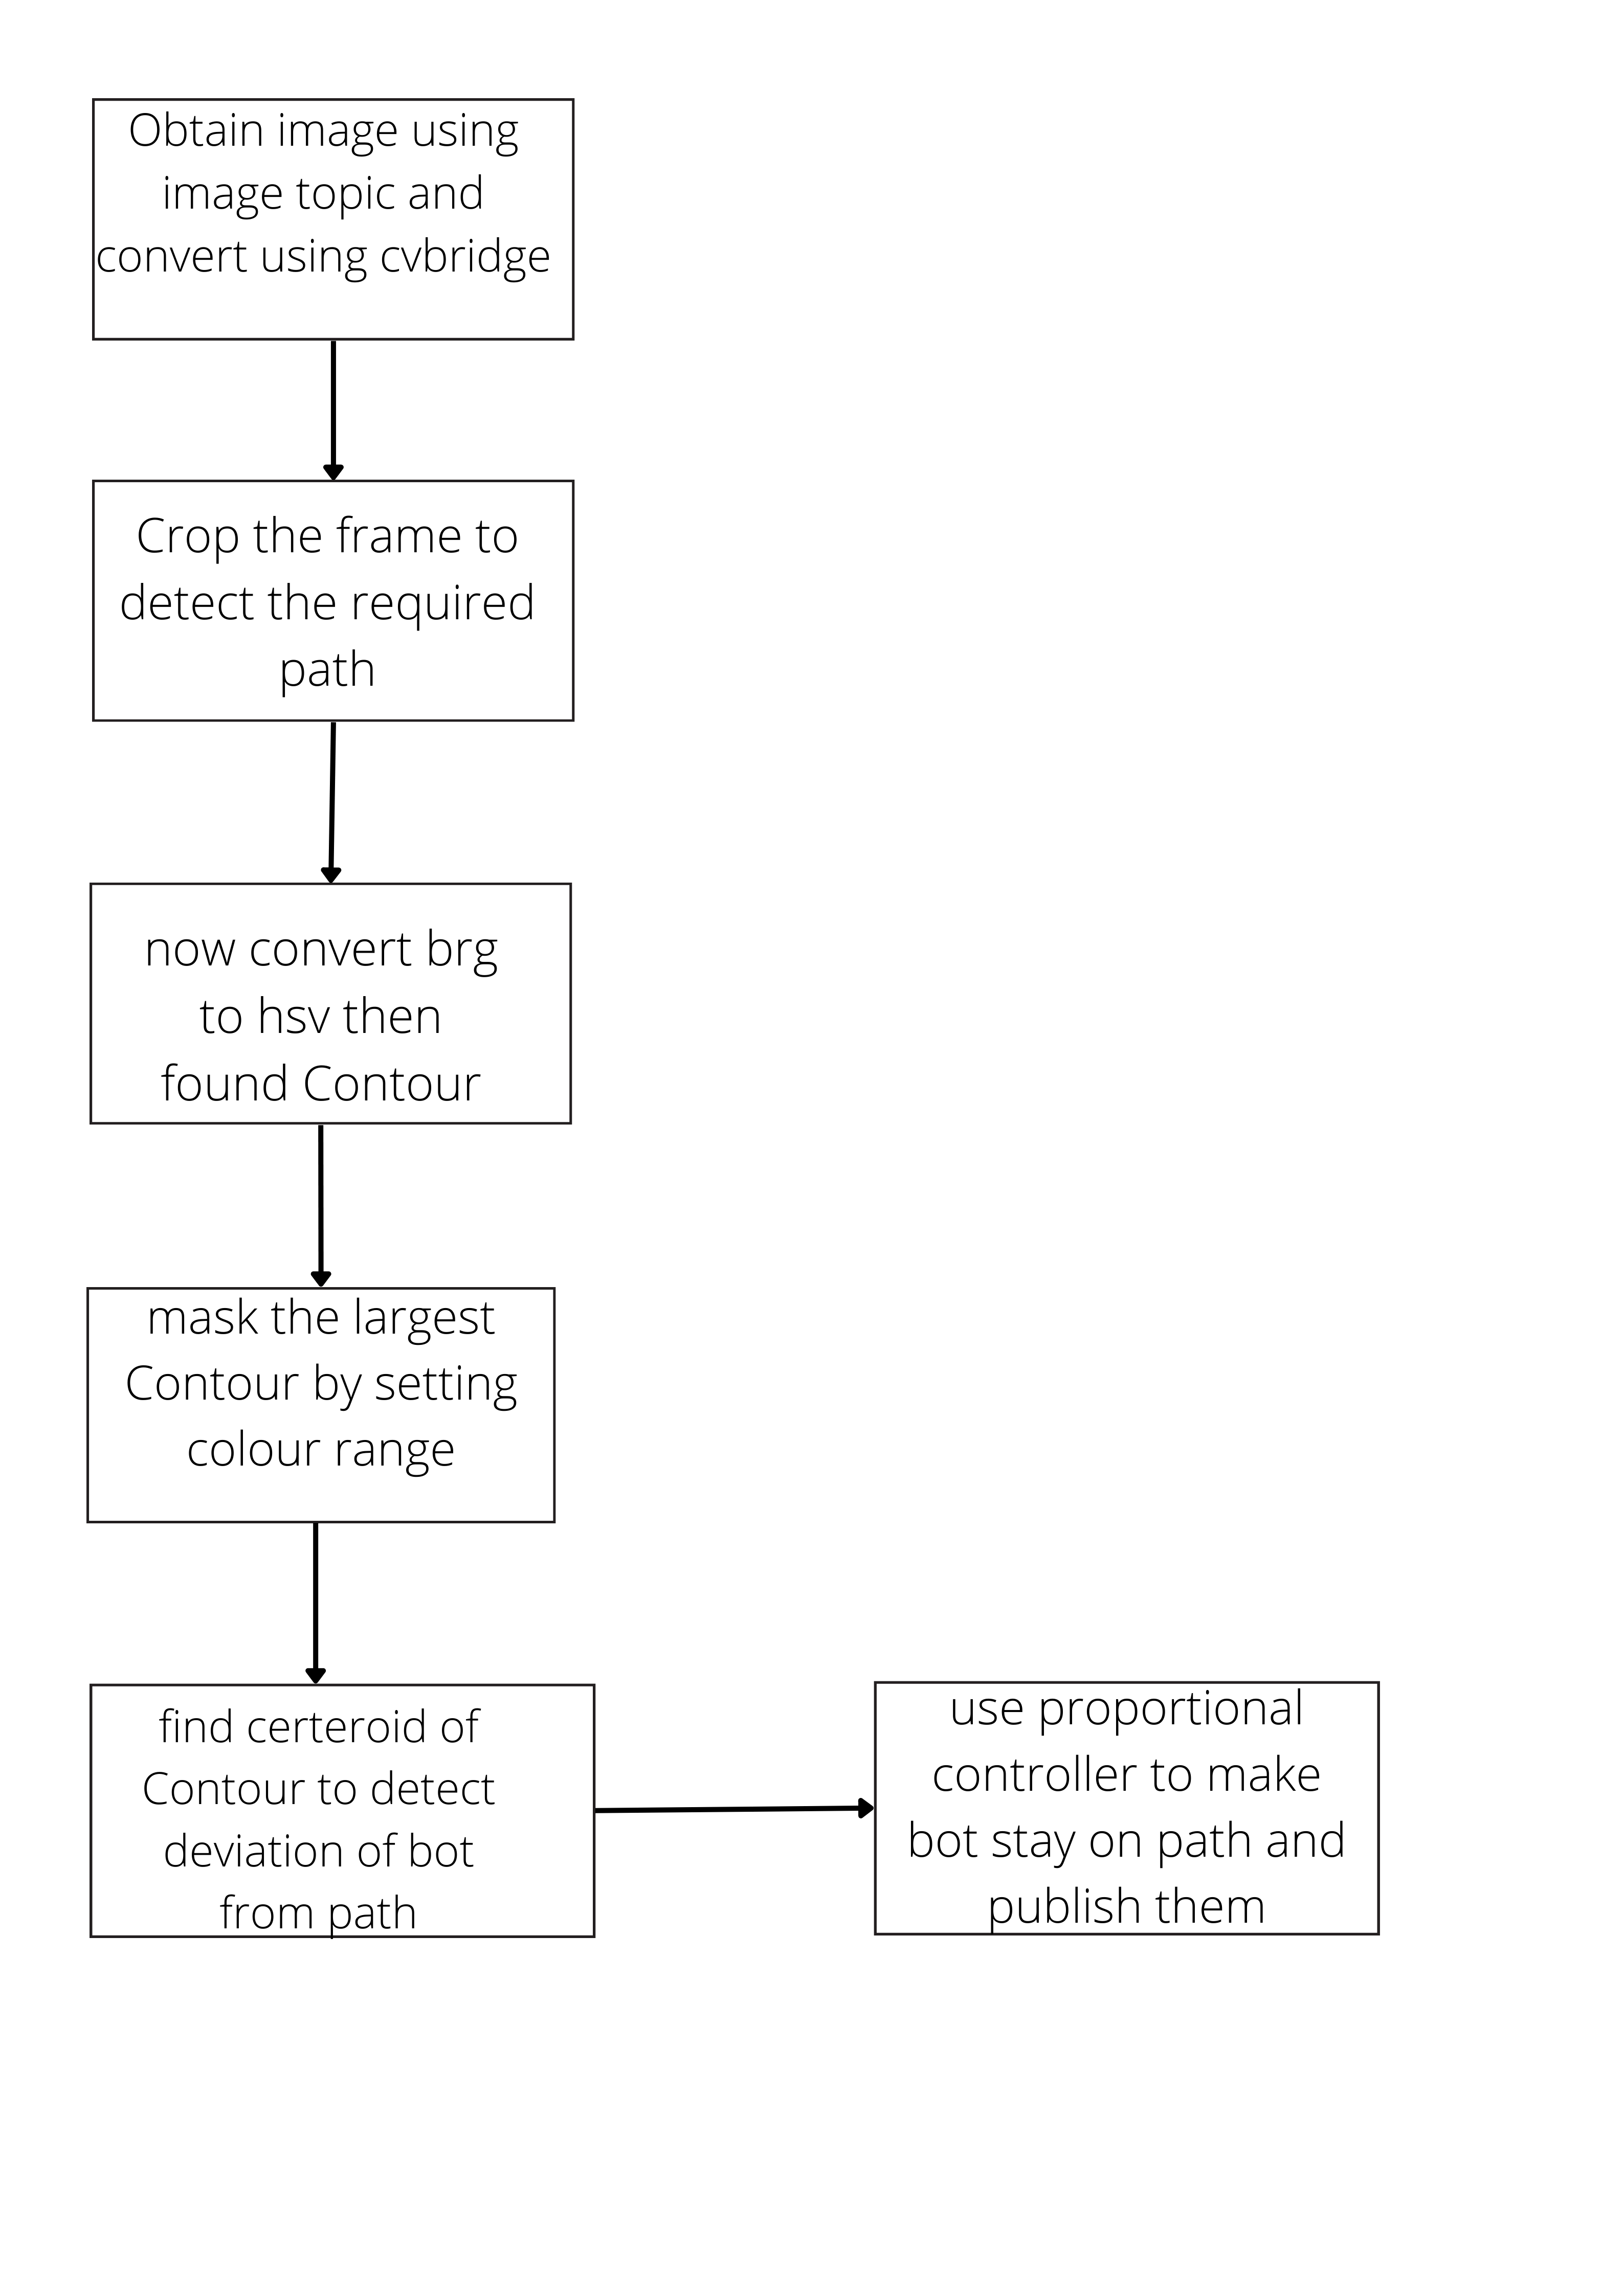 Obtain image using
image topic and
convert using cvbridge
Crop the frame to
detect the required
path
now convert brg
to hsv then
found Contour
mask the largest
Contour by setting
colour range
find certeroid of
Contour to detect
deviation of bot
from path
use proportional
controller to make
bot stay on path and
publish them